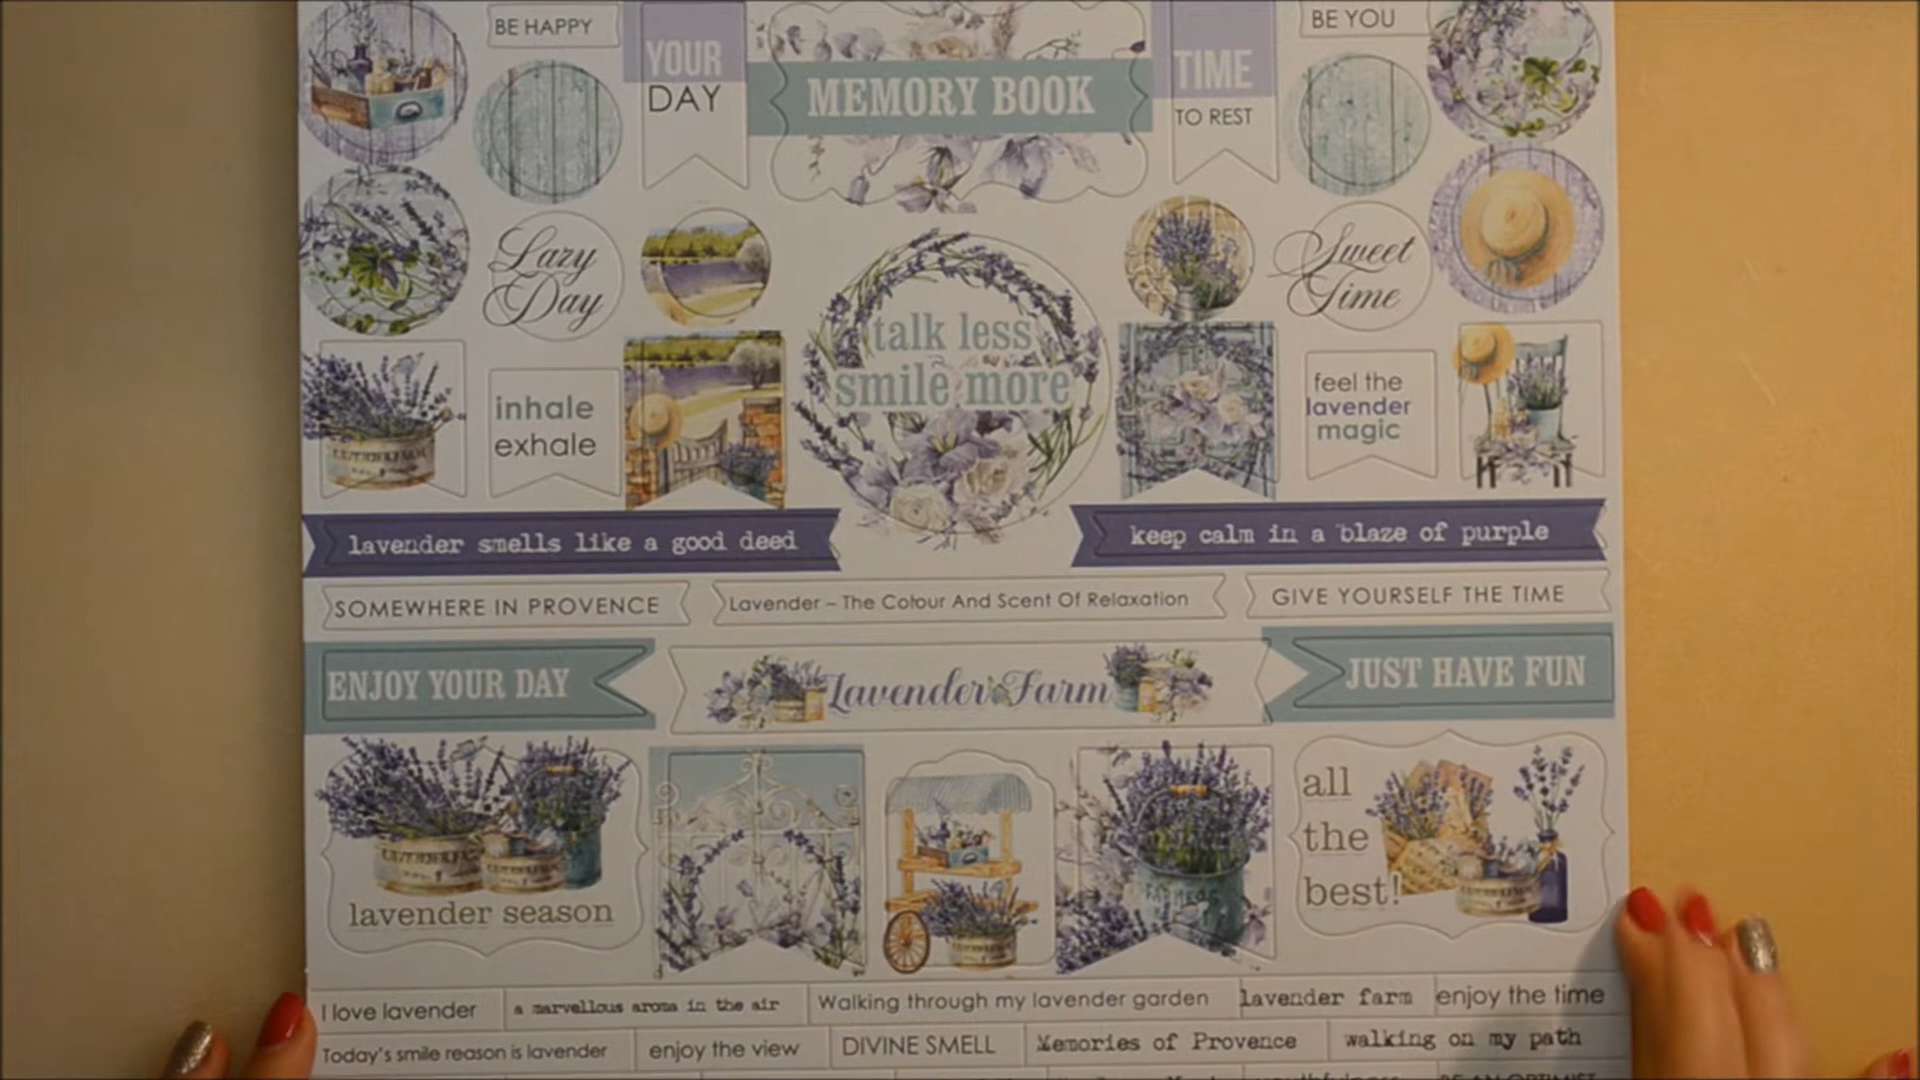 BE HAPPY
YOUR
DAY
MEMORY BOOK
TIME
TO REST
BE YOU
Lazy
Day
talk less
smile more
Sweet
Time
inhale
exhale
feel the
lavender
magic
lavender smells like a good deed
keep calm in a blaze of purple
SOMEWHERE IN PROVENCE
Lavender – The Colour And Scent Of Relaxation
GIVE YOURSELF THE TIME
ENJOY YOUR DAY
Lavender Farm
JUST HAVE FUN
lavender season
all
the
best!
I love lavender
a marvellous aroma in the air
Walking through my lavender garden
lavender farm
enjoy the time
Today's smile reason is lavender
enjoy the view
DIVINE SMELL
Memories of Provence
walking on my path
BE AN OPTIMIST